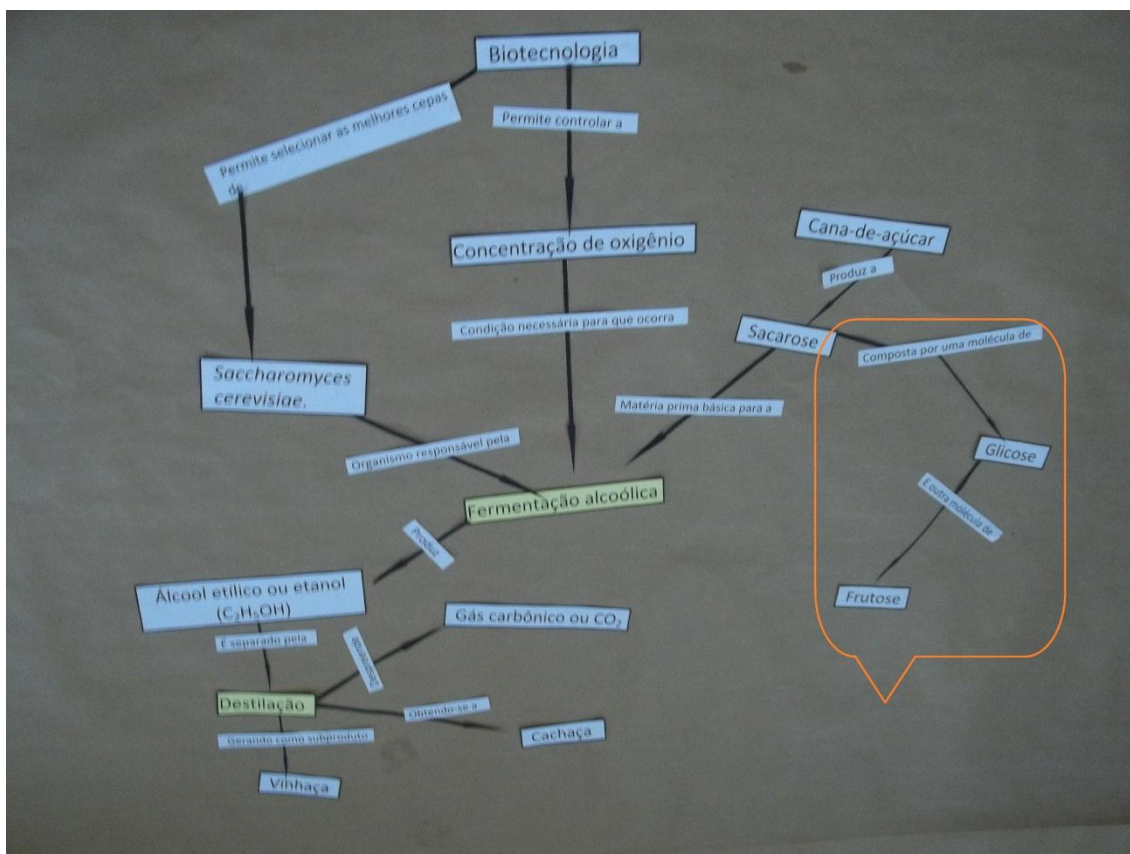 Biotecnologia
Permite selecionar as melhores cepas
de
Permite controlar a
Concentração de oxigênio
Cana-de-açúcar
Produz a
Condição necessária para que ocorra
Sacarose
Composta por uma molécula de
Saccharomyces
cerevisiae.
Matéria prima básica para a
Organismo responsável pela
Glicose
E outra molécula de
Fermentação alcoólica
Produz
Álcool etílico ou etanol
(C₂H₅OH)
Frutose
Gás carbônico ou CO₂
É separado pela
Desprende
Destilação
Obtendo-se a
Cachaça
Gerando como subproduto
Vinhaça